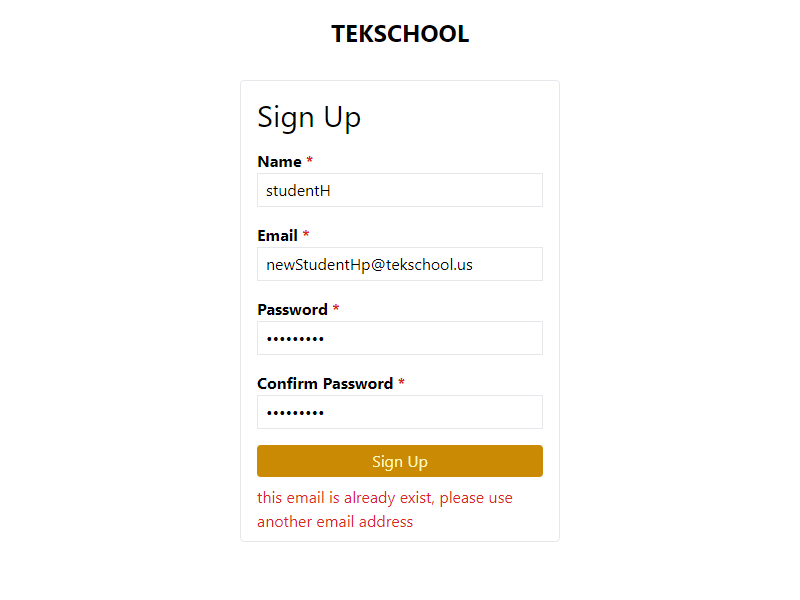 TEKSCHOOL
Sign Up
Name *
studentH
Email *
newStudentHp@tekschool.us
Password *
•••••••••
Confirm Password *
•••••••••
Sign Up
this email is already exist, please use
another email address